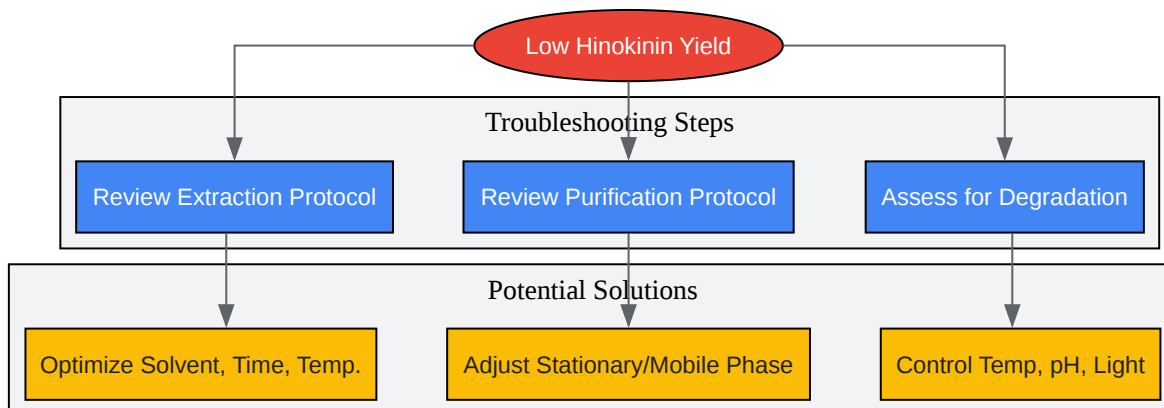 Low Hinokinin Yield
Troubleshooting Steps
Review Extraction Protocol
Review Purification Protocol
Assess for Degradation
Potential Solutions
Optimize Solvent, Time, Temp.
Adjust Stationary/Mobile Phase
Control Temp, pH, Light